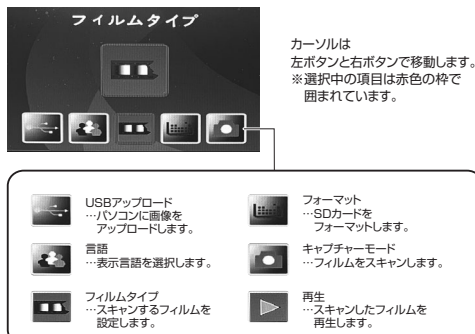 フィルムタイプ
カーソルは
左ボタンと右ボタンで移動します。
※選択中の項目は赤色の枠で
囲まれています。
USBアップロード
…パソコンに画像を
アップロードします。
言語
…表示言語を選択します。
フィルムタイプ
…スキャンするフィルムを
設定します。
フォーマット
…SDカードを
フォーマットします。
キャプチャーモード
…フィルムをスキャンします。
再生
…スキャンしたフィルムを
再生します。